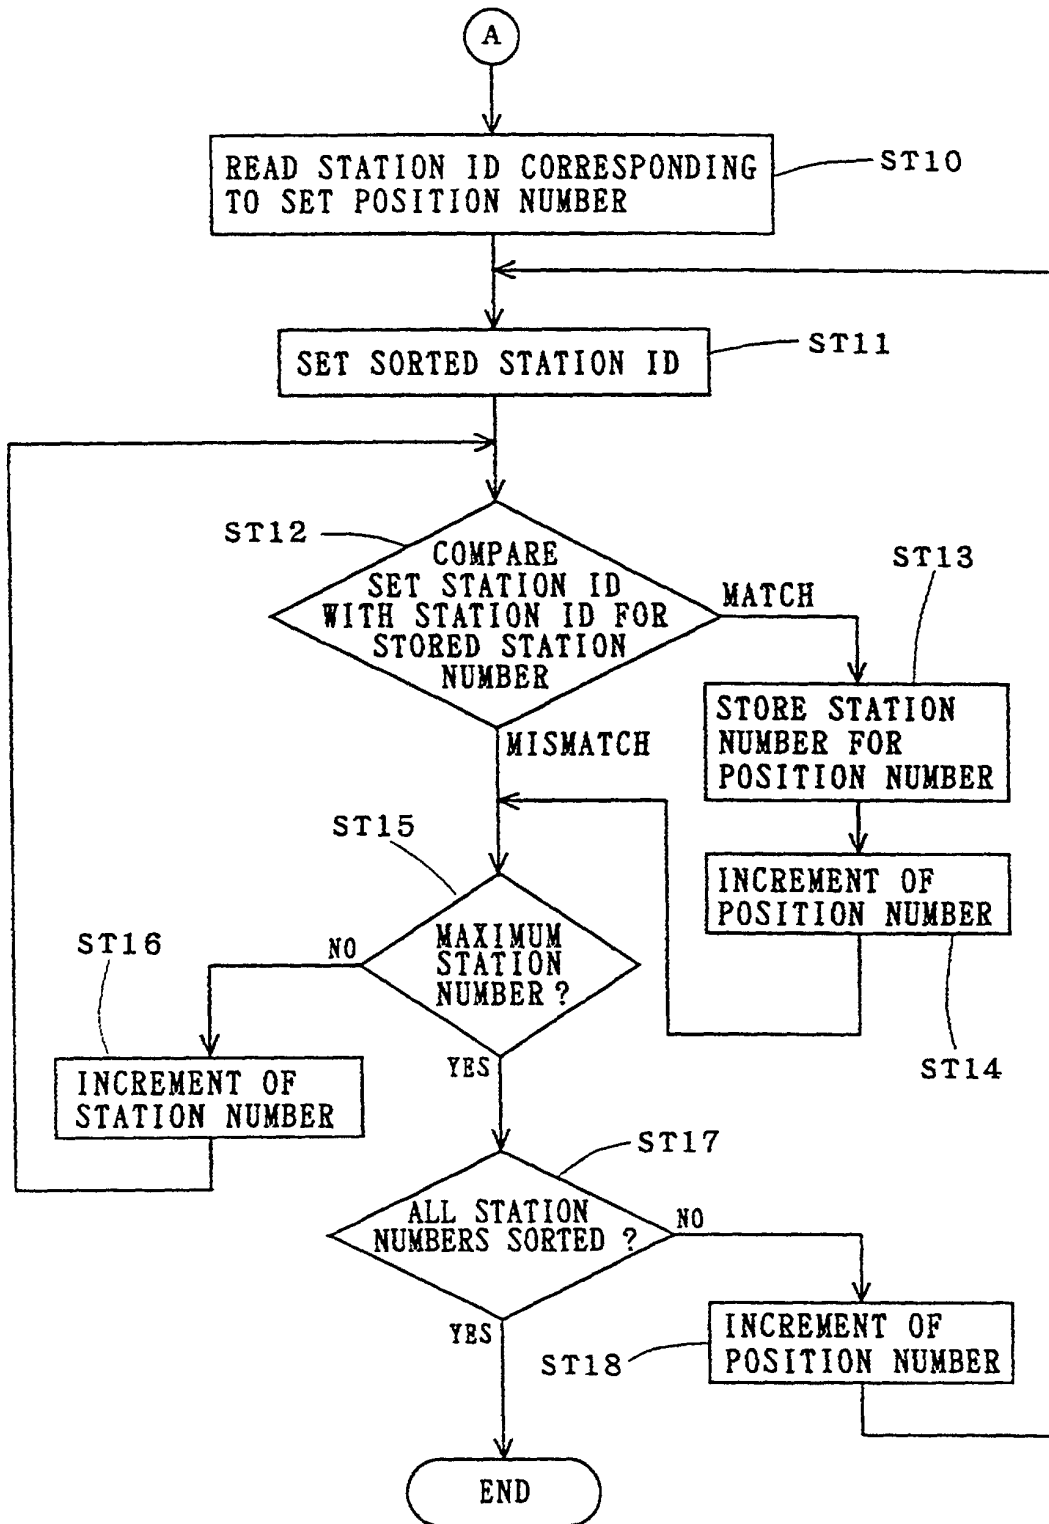 A
READ STATION ID CORRESPONDING
TO SET POSITION NUMBER
ST10
SET SORTED STATION ID
ST11
ST12
COMPARE
SET STATION ID
WITH STATION ID FOR
STORED STATION
NUMBER
MATCH
ST13
STORE STATION
NUMBER FOR
POSITION NUMBER
MISMATCH
INCREMENT OF
POSITION NUMBER
ST14
ST15
MAXIMUM
STATION
NUMBER ?
NO
ST16
INCREMENT OF
STATION NUMBER
YES
ST17
ALL STATION
NUMBERS SORTED ?
NO
INCREMENT OF
POSITION NUMBER
ST18
YES
END